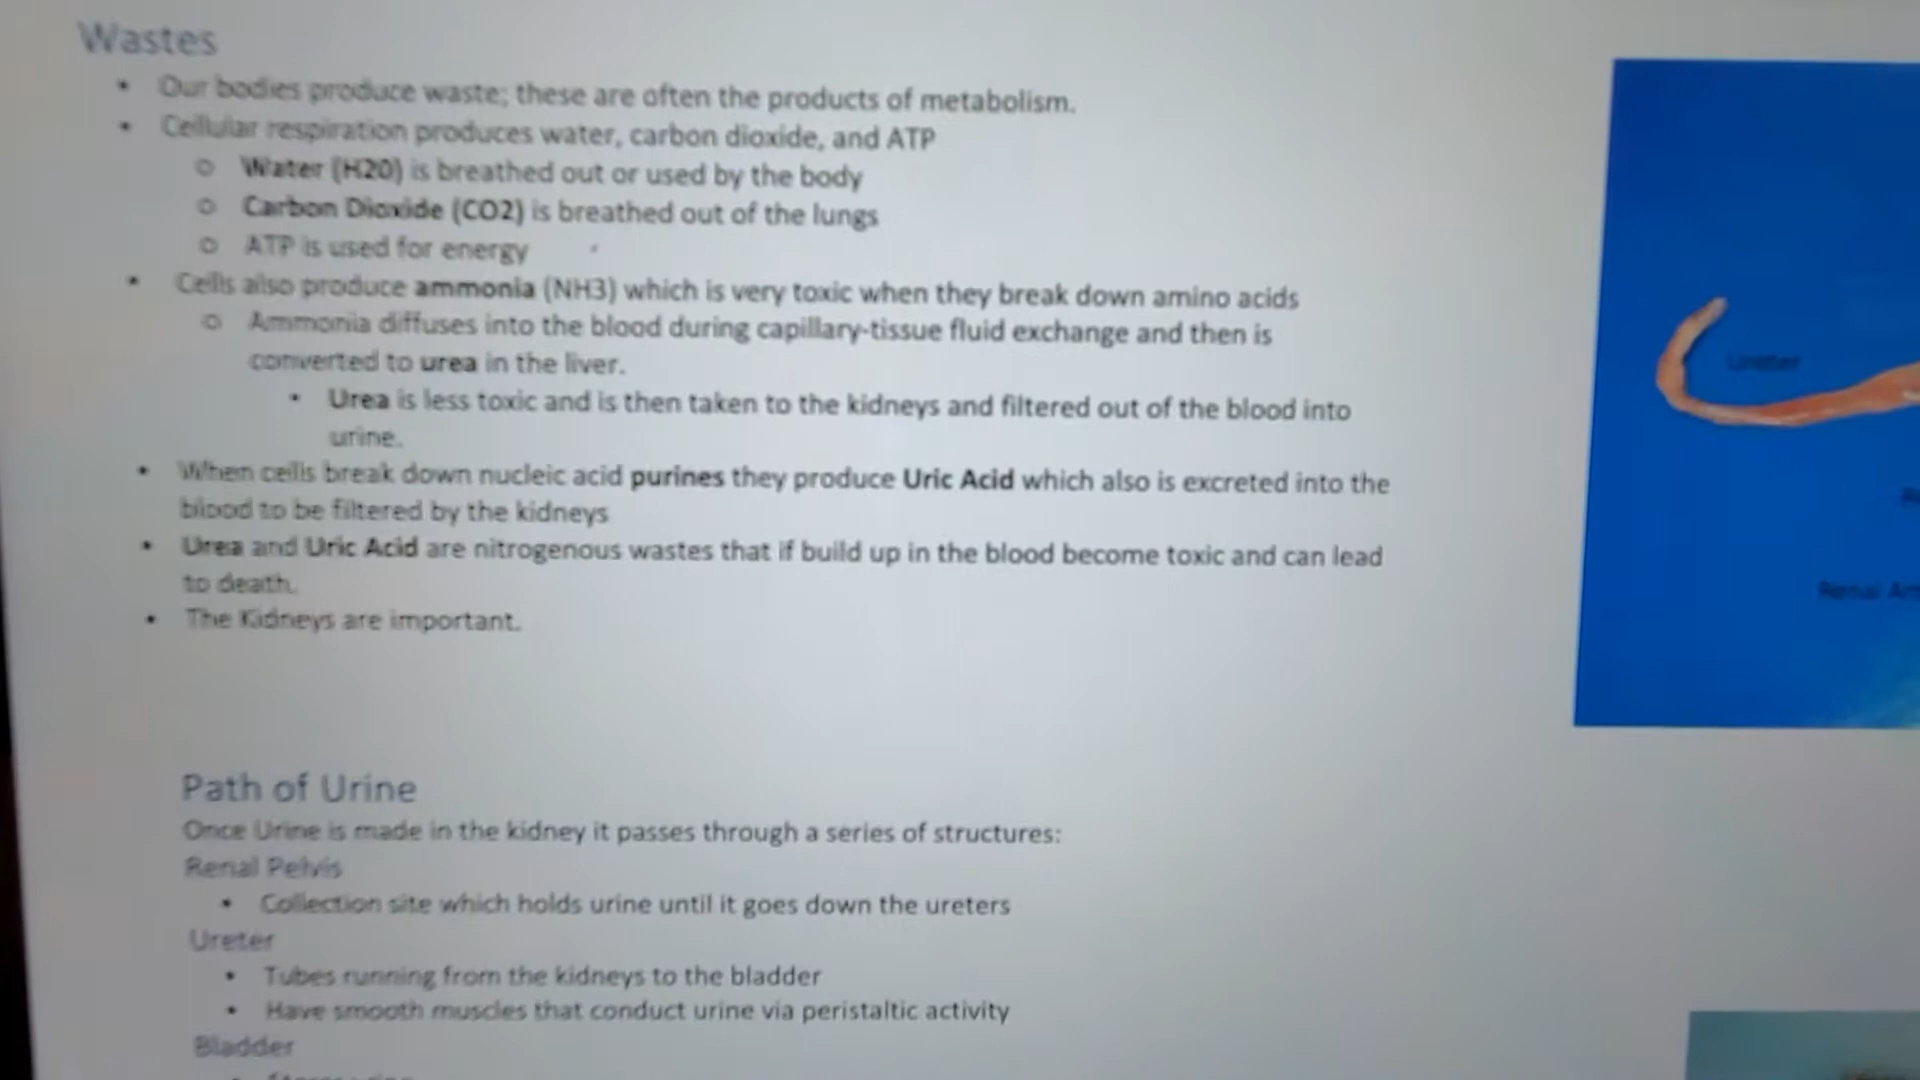 Wastes
• Our bodies produce waste; these are often the products of metabolism.
• Cellular respiration produces water, carbon dioxide, and ATP
o Water (H20) is breathed out or used by the body
o Carbon Dioxide (CO2) is breathed out of the lungs
o ATP is used for energy
• Cells also produce ammonia (NH3) which is very toxic when they break down amino acids
o Ammonia diffuses into the blood during capillary-tissue fluid exchange and then is
converted to urea in the liver.
• Urea is less toxic and is then taken to the kidneys and filtered out of the blood into
urine.
• When cells break down nucleic acid purines they produce Uric Acid which also is excreted into the
blood to be filtered by the kidneys
• Urea and Uric Acid are nitrogenous wastes that if build up in the blood become toxic and can lead
to death.
• The Kidneys are important.
Ureter
Renal
Path of Urine
Once Urine is made in the kidney it passes through a series of structures:
Renal Pelvis
• Collection site which holds urine until it goes down the ureters
Ureter
• Tubes running from the kidneys to the bladder
• Have smooth muscles that conduct urine via peristaltic activity
Bladder